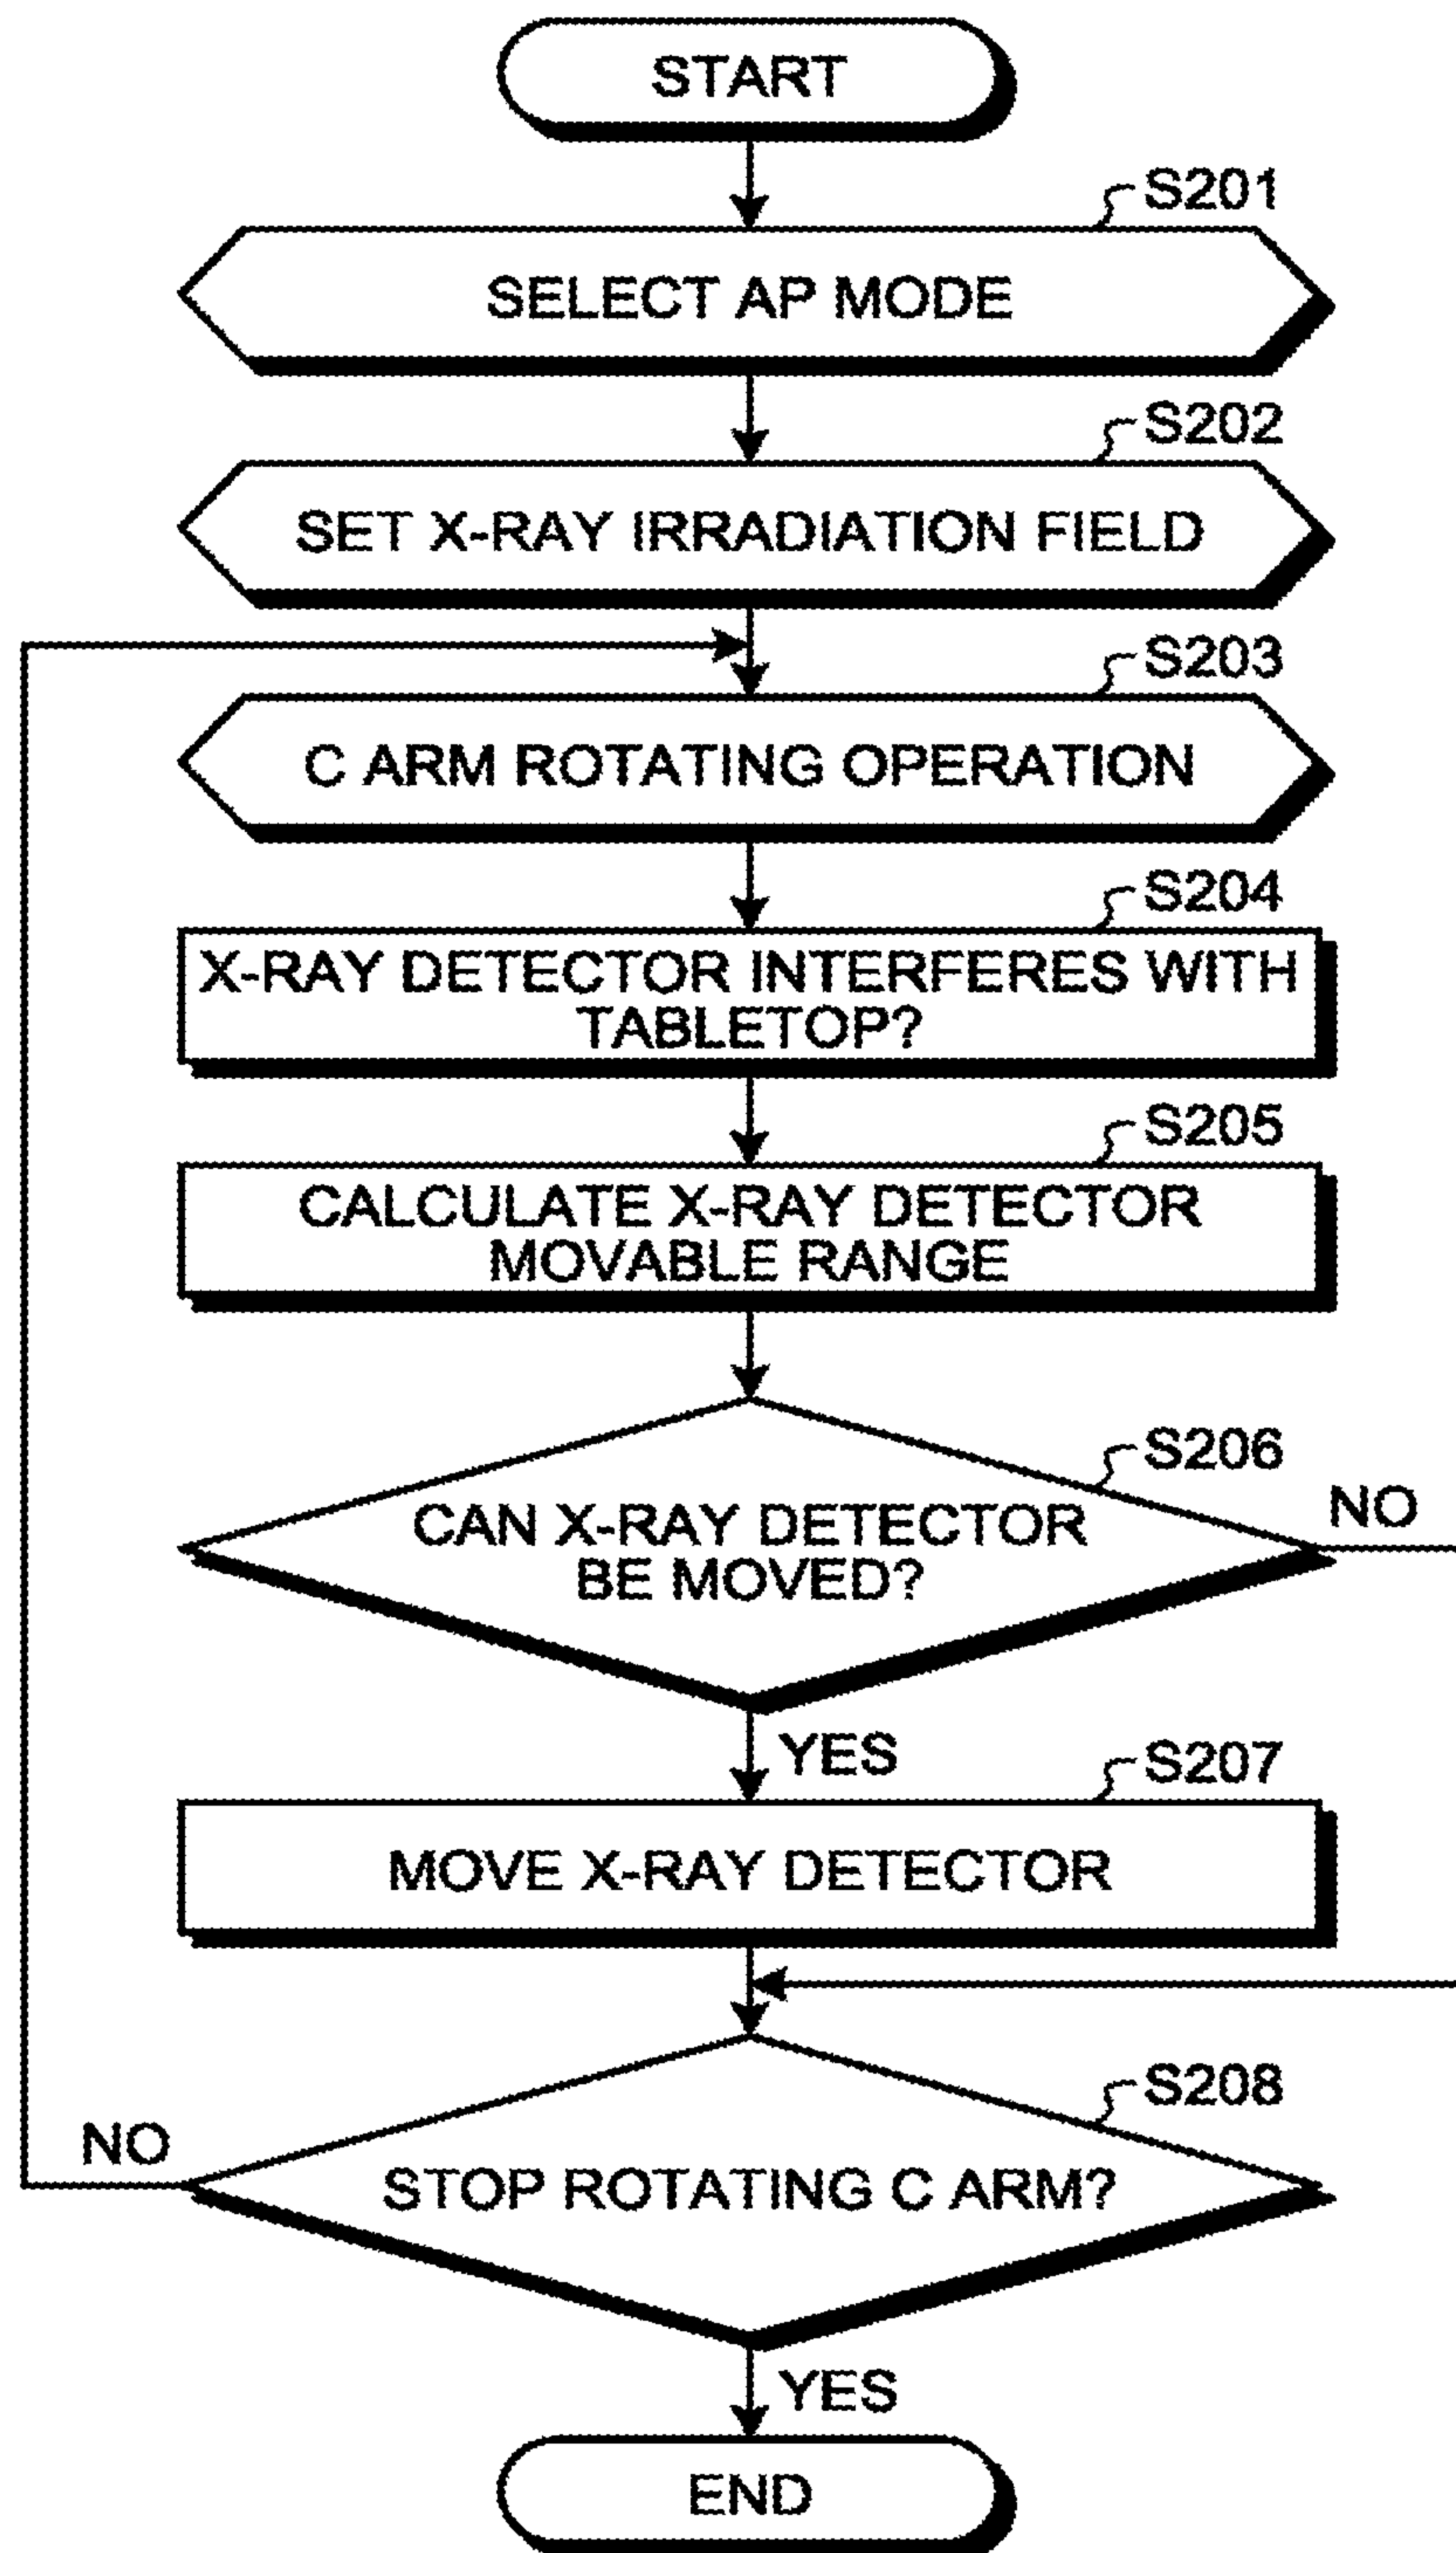 START
S201
SELECT AP MODE
S202
SET X-RAY IRRADIATION FIELD
S203
C ARM ROTATING OPERATION
S204
X-RAY DETECTOR INTERFERES WITH
TABLETOP?
S205
CALCULATE X-RAY DETECTOR
MOVABLE RANGE
S206
CAN X-RAY DETECTOR
BE MOVED?
NO
YES
S207
MOVE X-RAY DETECTOR
S208
NO
STOP ROTATING C ARM?
YES
END